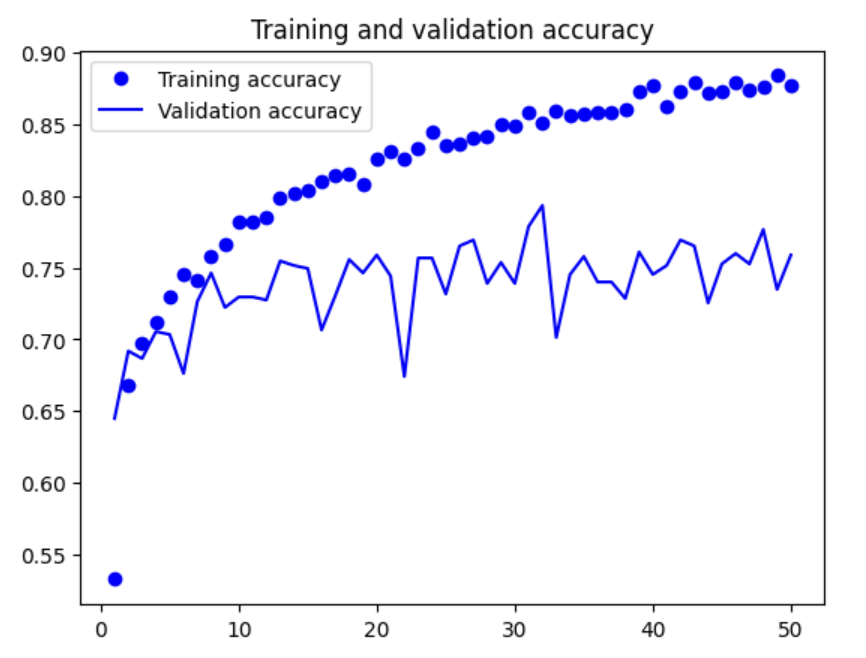 Training and validation accuracy
0.90
Training accuracy
Validation accuracy
0.85
0.80
0.75
0.70
0.65
0.60
0.55
0 10 20 30 40 50